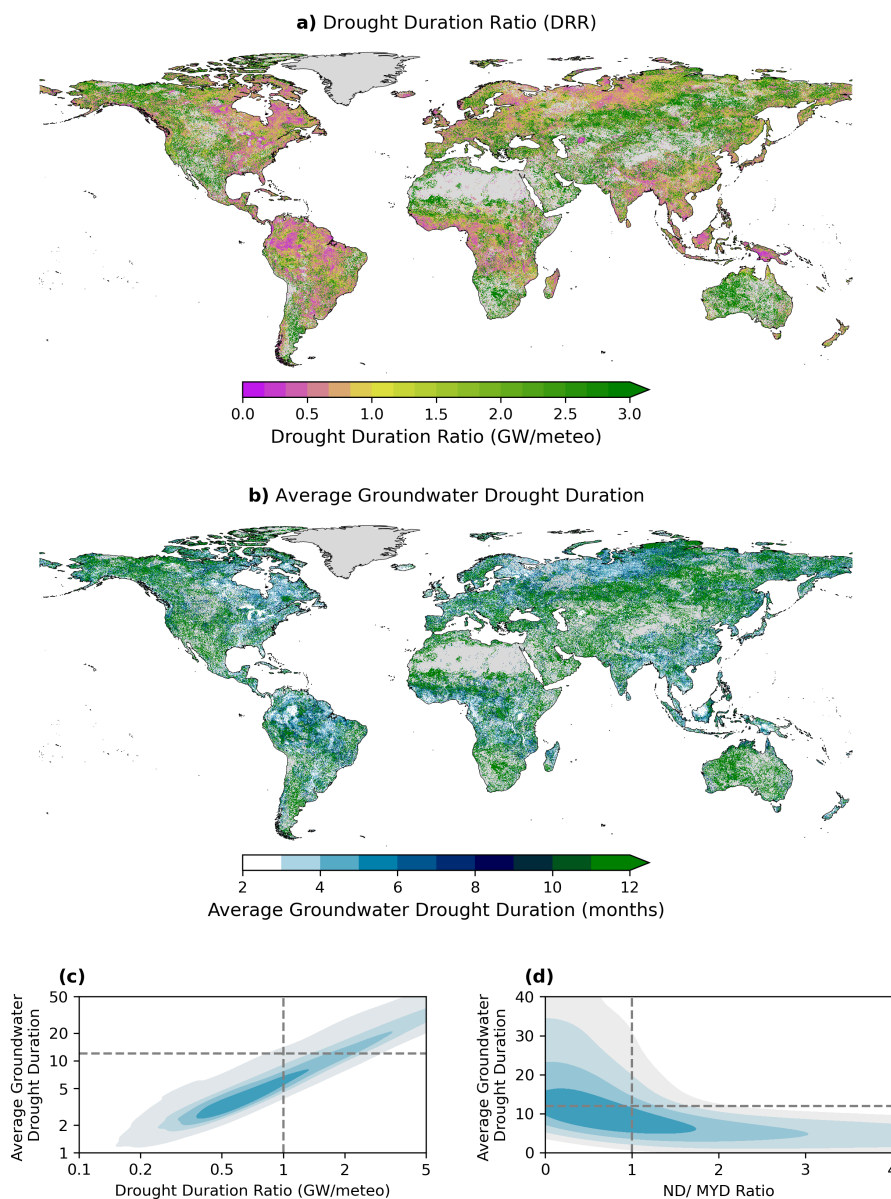 a) Drought Duration Ratio (DRR)
0.0 0.5 1.0 1.5 2.0 2.5 3.0
Drought Duration Ratio (GW/meteo)
b) Average Groundwater Drought Duration
2 4 6 8 10 12
Average Groundwater Drought Duration (months)
(c)
Average Groundwater
Drought Duration
50
20
10
5
2
1
0.1 0.2 0.5 1 2 5
Drought Duration Ratio (GW/meteo)
(d)
Average Groundwater
Drought Duration
40
30
20
10
0
0 1 2 3 4
ND/ MYD Ratio